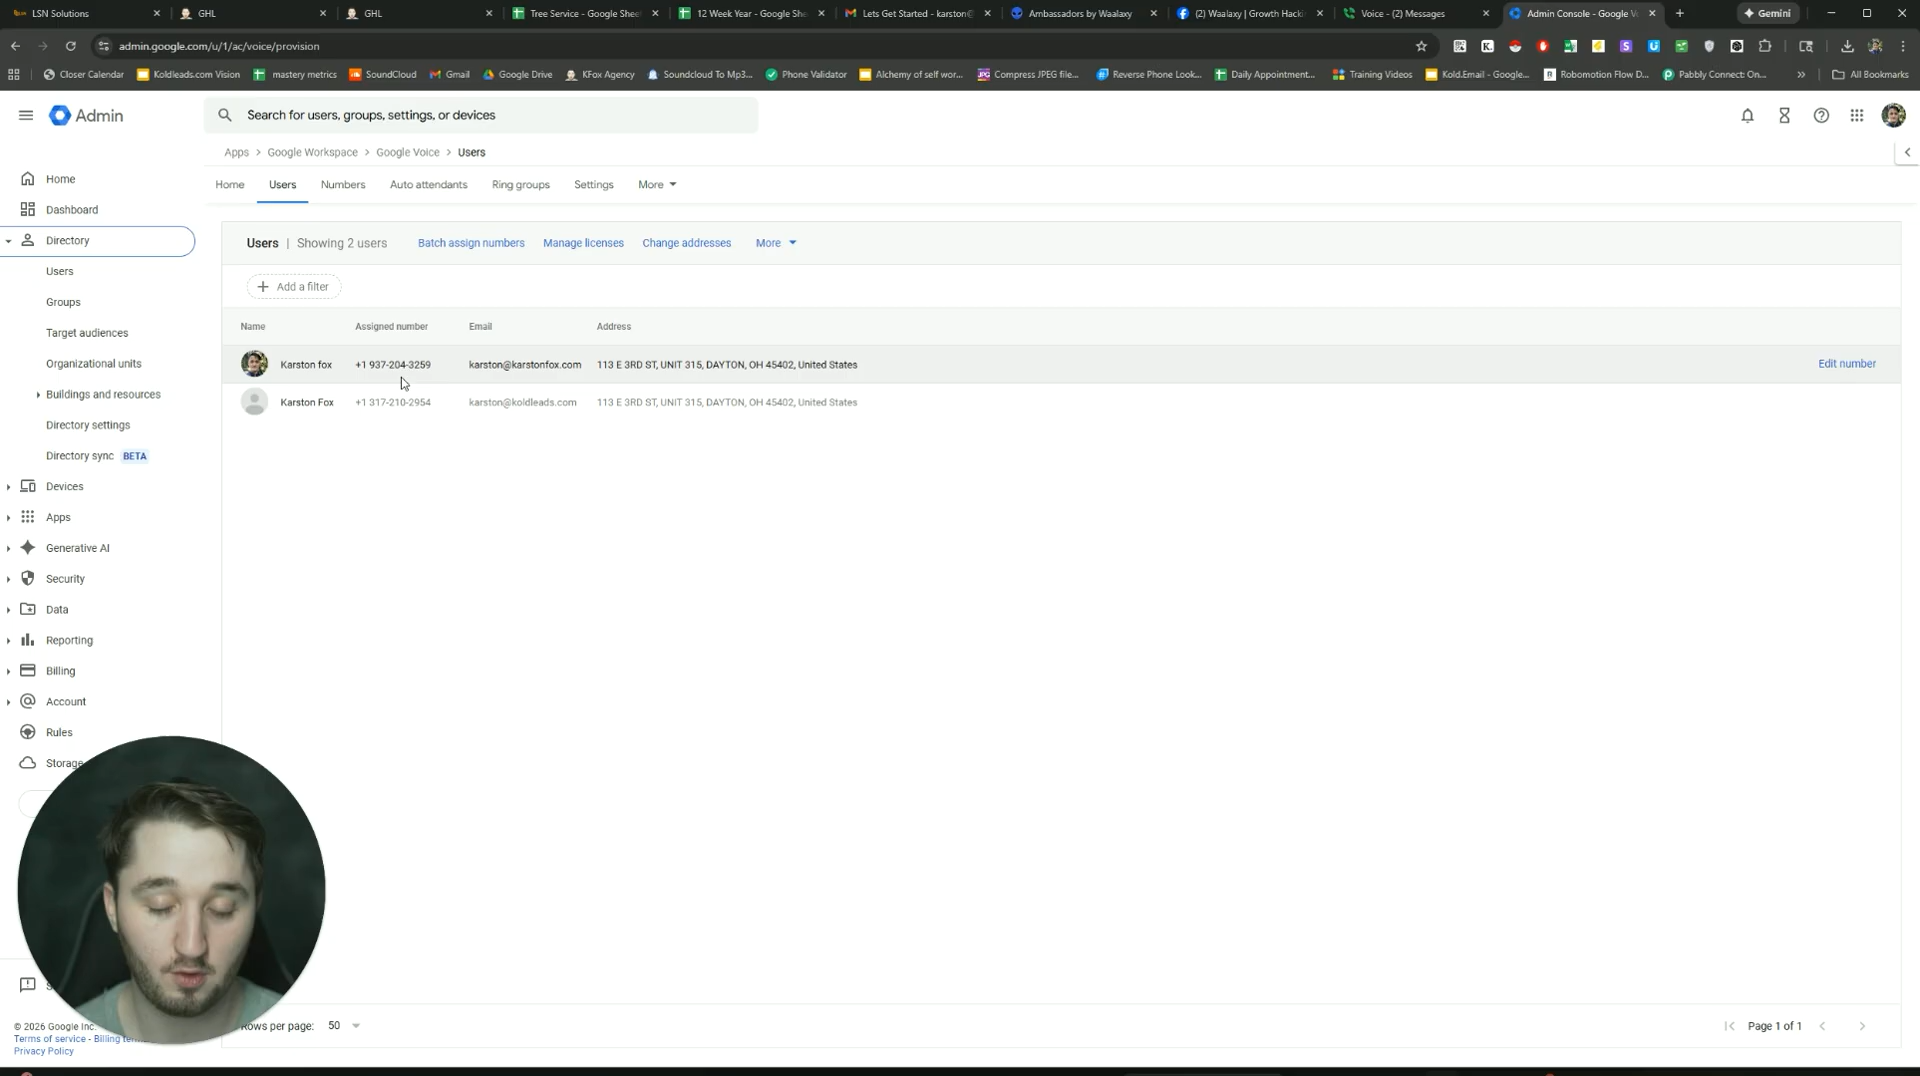 LSN Solutions
GHL
GHL
Tree Service - Google Shee
12 Week Year - Google She
Lets Get Started - karston@
Ambassadors by Waalaxy
(2) Waalaxy | Growth Hacki
Voice - (2) Messages
Admin Console - Google V
Gemini
admin.google.com/u/1/ac/voice/provision
Closer Calendar
Koldleads.com Vision
mastery metrics
SoundCloud
Gmail
Google Drive
KFox Agency
Soundcloud To Mp3...
Phone Validator
Alchemy of self wor...
Compress JPEG file...
Reverse Phone Look...
Daily Appointment...
Training Videos
Kold.Email - Google...
Robomotion Flow D...
Pabbly Connect: On...
All Bookmarks
Admin
Search for users, groups, settings, or devices
Apps > Google Workspace > Google Voice > Users
Home Users Numbers Auto attendants Ring groups Settings More
Home
Dashboard
Directory
Users
Groups
Target audiences
Organizational units
Buildings and resources
Directory settings
Directory sync BETA
Devices
Apps
Generative AI
Security
Data
Reporting
Billing
Account
Rules
Storage
© 2026 Google Inc.
Terms of service - Billing
Privacy Policy
Users | Showing 2 users Batch assign numbers Manage licenses Change addresses More
Add a filter
Name Assigned number Email Address
Karston fox +1 937-204-3259 karston@karstonfox.com 113 E 3RD ST, UNIT 315, DAYTON, OH 45402, United States Edit number
Karston Fox +1 317-210-2954 karston@koldleads.com 113 E 3RD ST, UNIT 315, DAYTON, OH 45402, United States
Rows per page: 50 Page 1 of 1